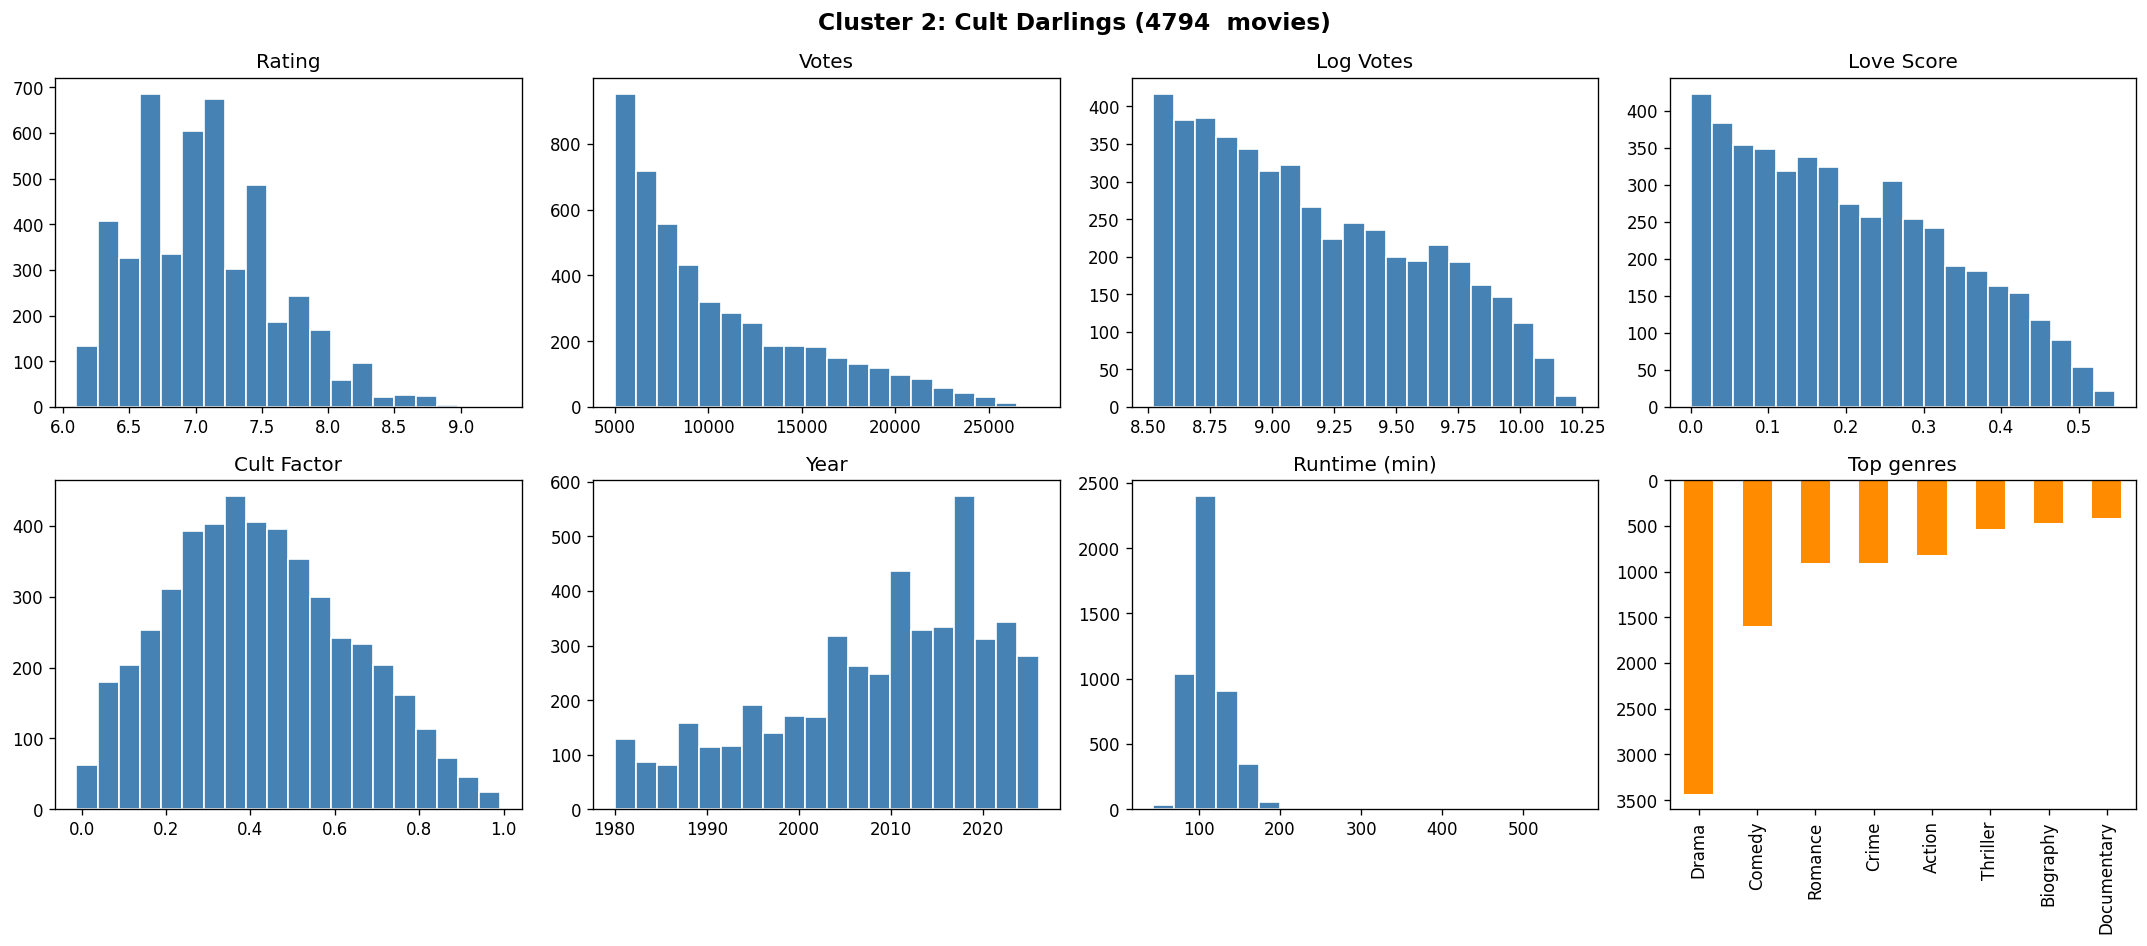 Cluster 2: Cult Darlings (4794  movies)
Rating
700
600
500
400
300
200
100
0
6.0 6.5 7.0 7.5 8.0 8.5 9.0
Votes
800
600
400
200
0
5000 10000 15000 20000 25000
Log Votes
400
350
300
250
200
150
100
50
0
8.50 8.75 9.00 9.25 9.50 9.75 10.00 10.25
Love Score
400
350
300
250
200
150
100
50
0
0.0 0.1 0.2 0.3 0.4 0.5
Cult Factor
400
300
200
100
0
0.0 0.2 0.4 0.6 0.8 1.0
Year
600
500
400
300
200
100
0
1980 1990 2000 2010 2020
Runtime (min)
2500
2000
1500
1000
500
0
100 200 300 400 500
Top genres
0
500
1000
1500
2000
2500
3000
3500
Drama
Comedy
Romance
Crime
Action
Thriller
Biography
Documentary